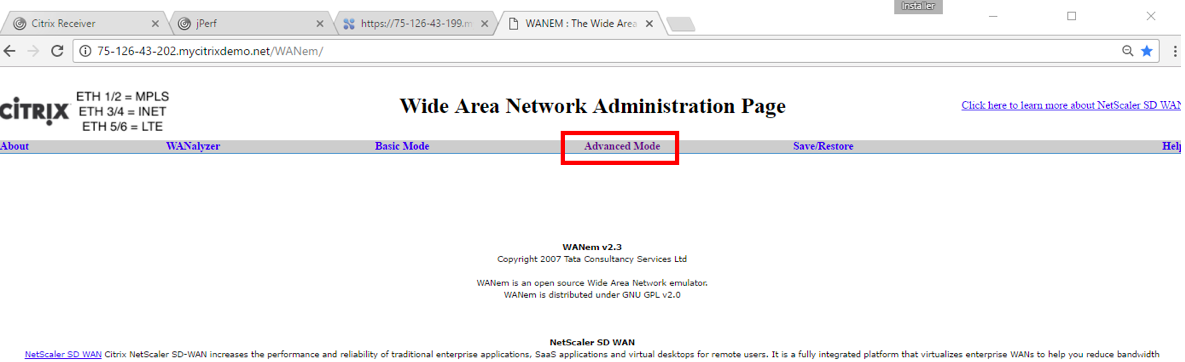 Installer
Citrix Receiver
jPerf
https://75-126-43-199.m
WANEM : The Wide Area
75-126-43-202.mycitrixdemo.net/WANem/
CİTRIX
ETH 1/2 = MPLS
ETH 3/4 = INET
ETH 5/6 = LTE
Wide Area Network Administration Page
Click here to learn more about NetScaler SD WAN
About WANalyzer Basic Mode Advanced Mode Save/Restore Help
WANem v2.3
Copyright 2007 Tata Consultancy Services Ltd
WANem is an open source Wide Area Network emulator.
WANem is distributed under GNU GPL v2.0
NetScaler SD WAN
NetScaler SD WAN Citrix NetScaler SD-WAN increases the performance and reliability of traditional enterprise applications, SaaS applications and virtual desktops for remote users. It is a fully integrated platform that virtualizes enterprise WANs to help you reduce bandwidth